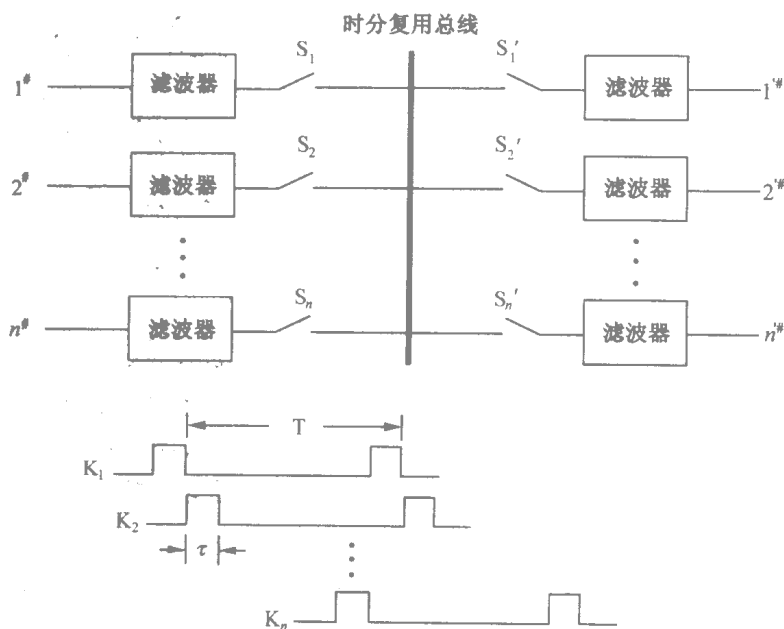 时分复用总线
1# 滤波器 S₁ S₁′ 滤波器 1′#
2# 滤波器 S₂ S₂′ 滤波器 2′#
n# 滤波器 Sₙ Sₙ′ 滤波器 n′#
T
K₁
K₂
τ
Kₙ